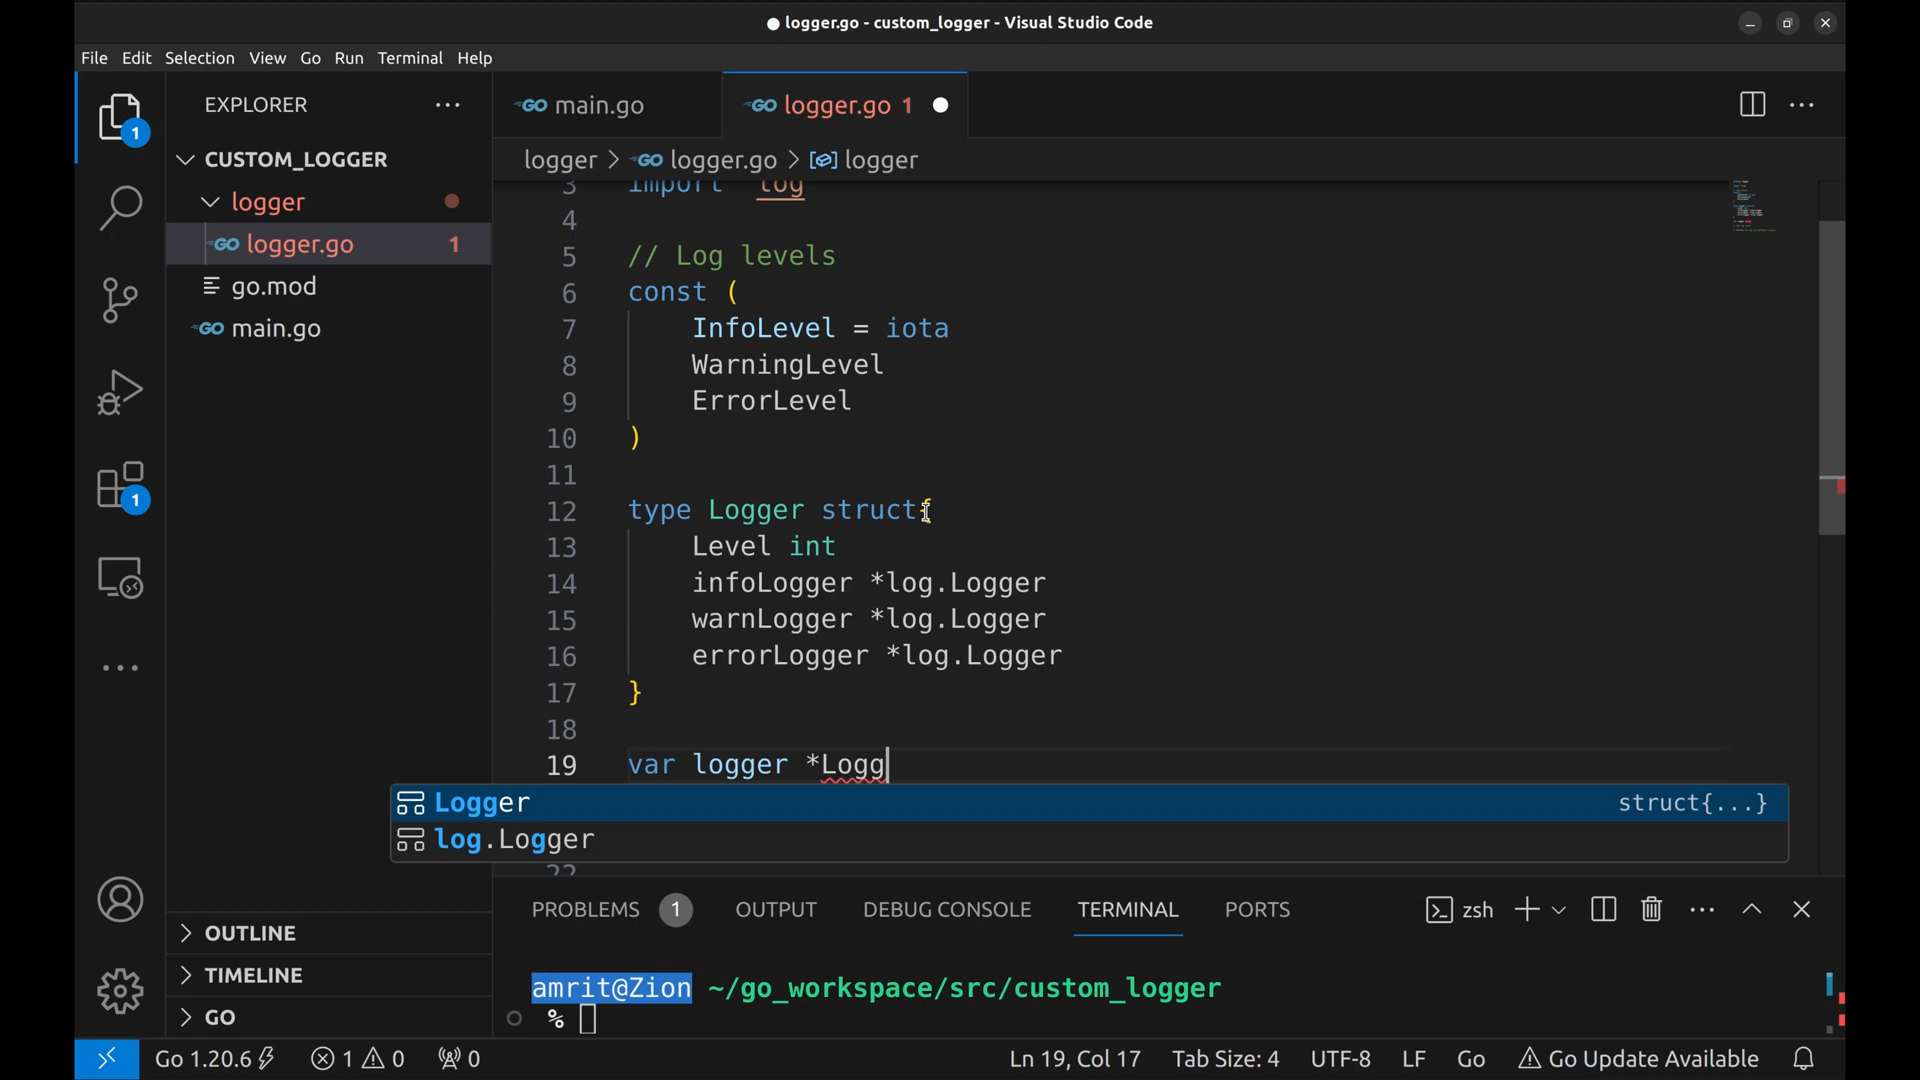 logger.go - custom_logger - Visual Studio Code
File Edit Selection View Go Run Terminal Help
EXPLORER
main.go
logger.go 1
1
CUSTOM_LOGGER
logger > logger.go > logger
logger
logger.go 1
go.mod
main.go
1
3 import "log"
4
5 // Log levels
6 const (
7 InfoLevel = iota
8 WarningLevel
9 ErrorLevel
10 )
11
12 type Logger struct{
13 Level int
14 infoLogger *log.Logger
15 warnLogger *log.Logger
16 errorLogger *log.Logger
17 }
18
19 var logger *Logg
Logger struct{...}
log.Logger
22
OUTLINE
TIMELINE
GO
PROBLEMS 1 OUTPUT DEBUG CONSOLE TERMINAL PORTS
zsh
amrit@Zion ~/go_workspace/src/custom_logger
%
Go 1.20.6 1 0 0
Ln 19, Col 17 Tab Size: 4 UTF-8 LF Go Go Update Available